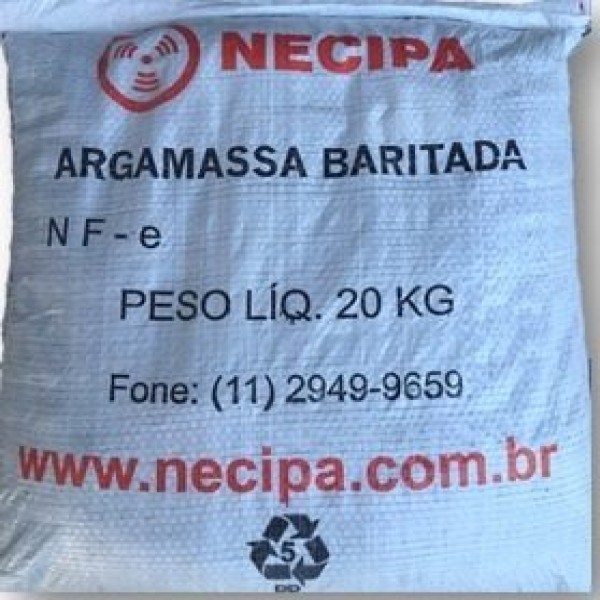 NECIPA
ARGAMASSA BARITADA
N F - e
PESO LÍQ. 20 KG
Fone: (11) 2949-9659
www.necipa.com.br
5